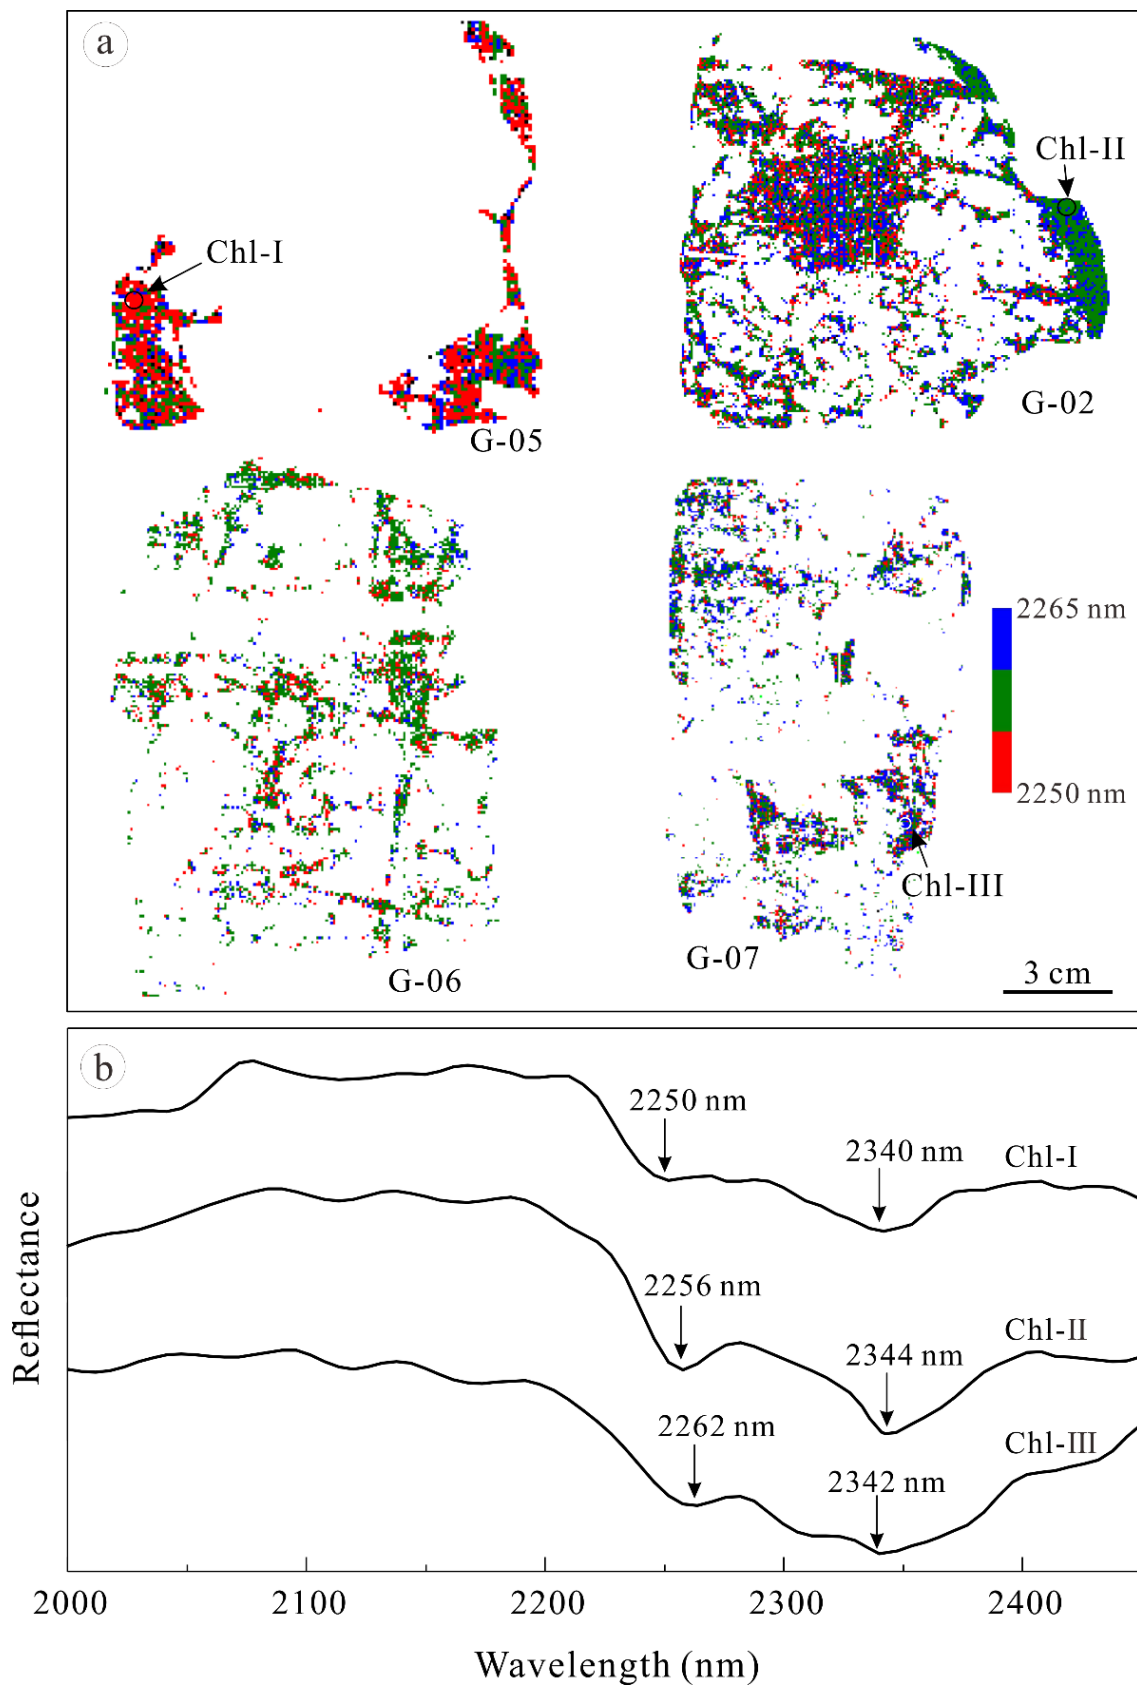 a
Chl-I
Chl-II
G-05
G-02
2265 nm
2250 nm
Chl-III
G-06
G-07
3 cm
b
2250 nm
2340 nm
Chl-I
2256 nm
2344 nm
Chl-II
2262 nm
2342 nm
Chl-III
Reflectance
2000
2100
2200
2300
2400
Wavelength (nm)